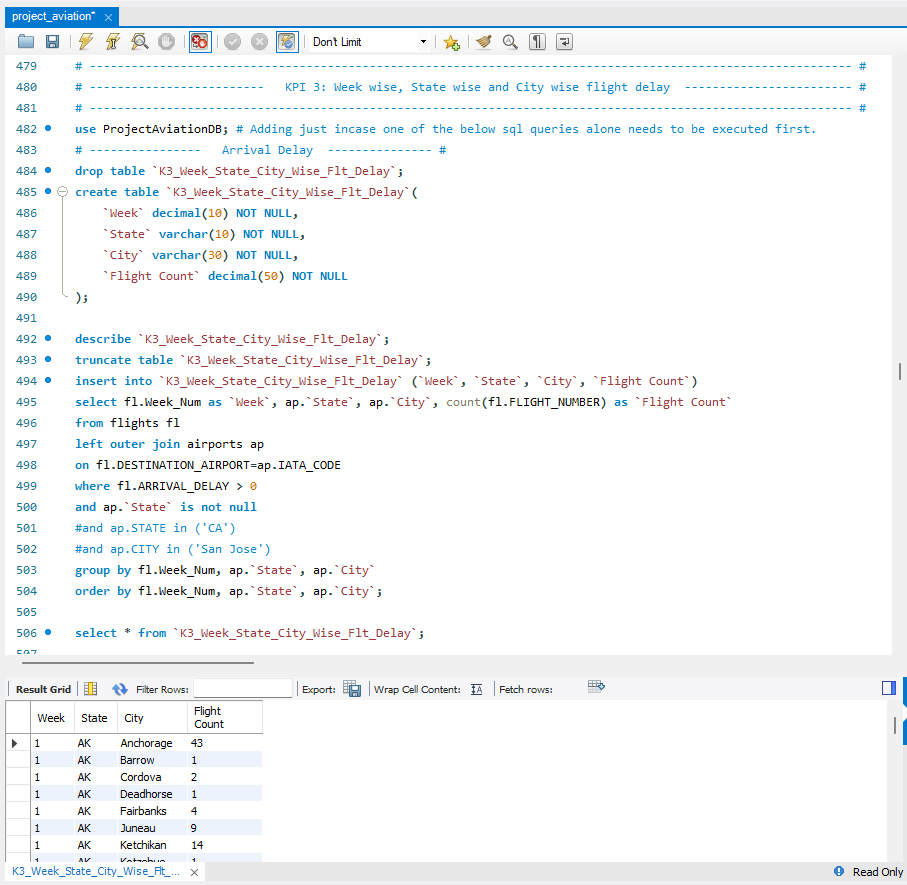 project_aviation*
Don't Limit
479 # ------------------------------------------------------------------------------------------------------------- #
480 # ------------------------- KPI 3: Week wise, State wise and City wise flight delay ------------------------ #
481 # ------------------------------------------------------------------------------------------------------------- #
482 use ProjectAviationDB; # Adding just incase one of the below sql queries alone needs to be executed first.
483 # ---------------- Arrival Delay --------------- #
484 drop table `K3_Week_State_City_Wise_Flt_Delay`;
485 create table `K3_Week_State_City_Wise_Flt_Delay`(
486 `Week` decimal(10) NOT NULL,
487 `State` varchar(10) NOT NULL,
488 `City` varchar(30) NOT NULL,
489 `Flight Count` decimal(50) NOT NULL
490 );
491
492 describe `K3_Week_State_City_Wise_Flt_Delay`;
493 truncate table `K3_Week_State_City_Wise_Flt_Delay`;
494 insert into `K3_Week_State_City_Wise_Flt_Delay` (`Week`, `State`, `City`, `Flight Count`)
495 select fl.Week_Num as `Week`, ap.`State`, ap.`City`, count(fl.FLIGHT_NUMBER) as `Flight Count`
496 from flights fl
497 left outer join airports ap
498 on fl.DESTINATION_AIRPORT=ap.IATA_CODE
499 where fl.ARRIVAL_DELAY > 0
500 and ap.`State` is not null
501 #and ap.STATE in ('CA')
502 #and ap.CITY in ('San Jose')
503 group by fl.Week_Num, ap.`State`, ap.`City`
504 order by fl.Week_Num, ap.`State`, ap.`City`;
505
506 select * from `K3_Week_State_City_Wise_Flt_Delay`;
507
Result Grid Filter Rows: Export: Wrap Cell Content: IA Fetch rows:
Week State City Flight Count
1 AK Anchorage 43
1 AK Barrow 1
1 AK Cordova 2
1 AK Deadhorse 1
1 AK Fairbanks 4
1 AK Juneau 9
1 AK Ketchikan 14
1 AK Kotzebue 1
K3_Week_State_City_Wise_Flt_... Read Only